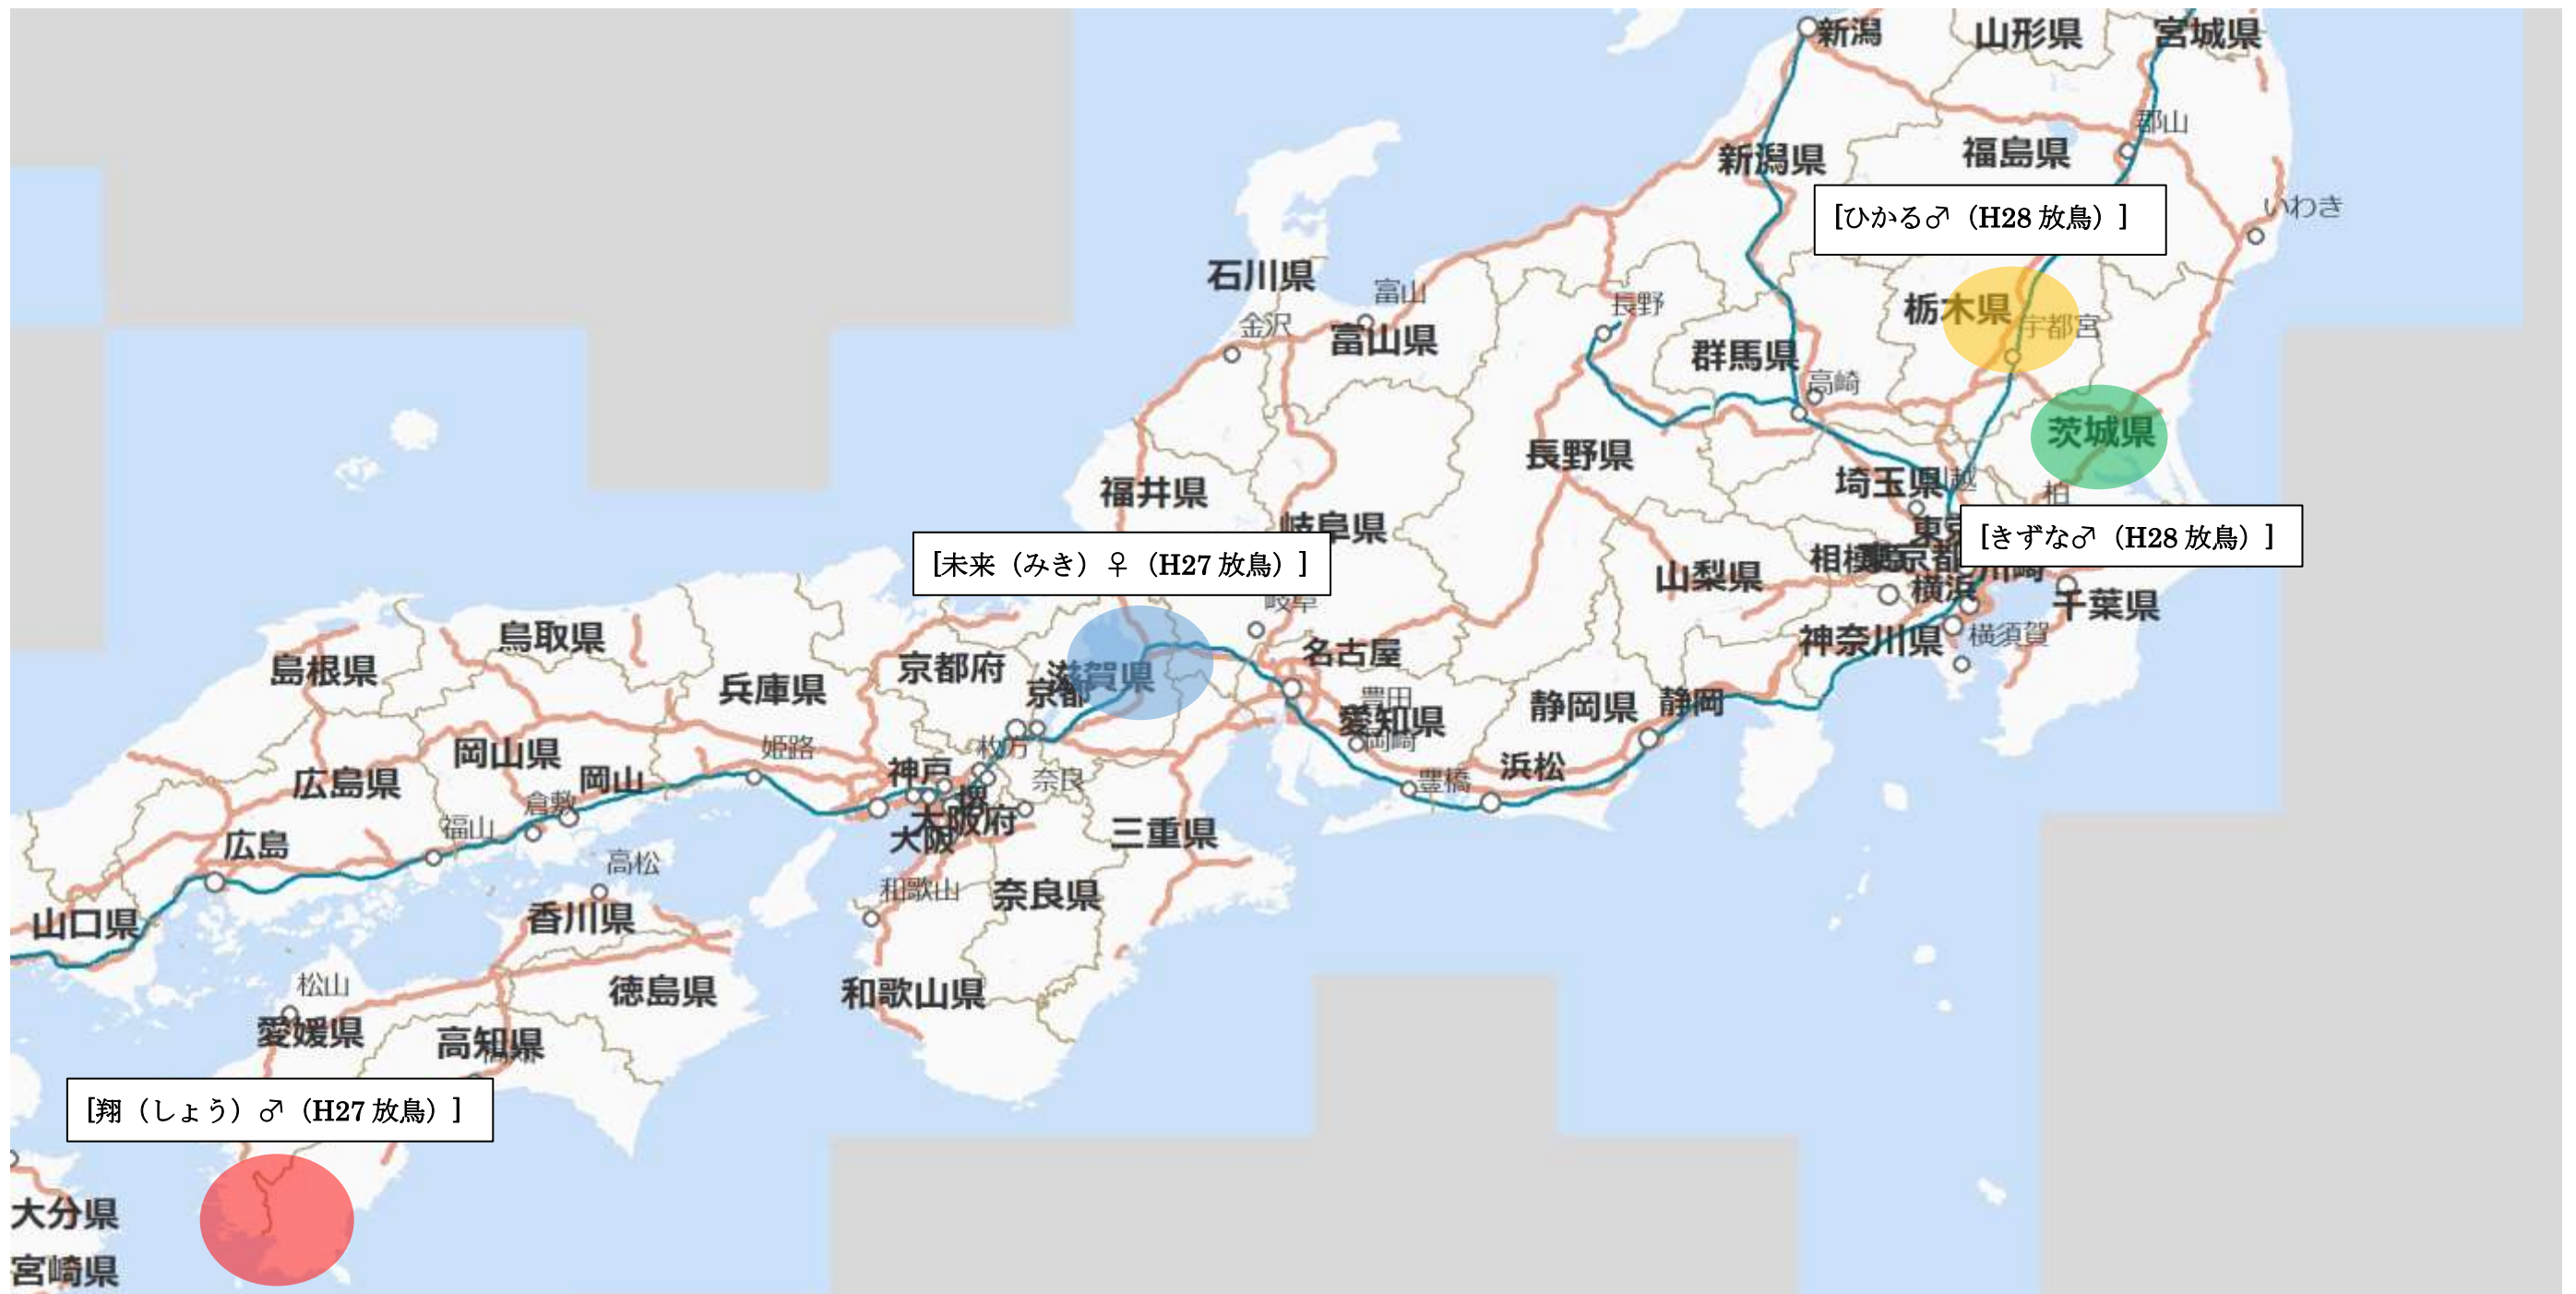 新潟
山形県
宮城県
郡山
新潟県
福島県
いわき
[ひかる♂（H28 放鳥）]
石川県
富山
長野
栃木県
宇都宮
金沢
富山県
群馬県
高崎
茨城県
長野県
福井県
埼玉県
川越
柏
岐阜県
[きずな♂（H28 放鳥）]
[未来（みき）♀（H27 放鳥）]
山梨県
川崎
横浜
千葉県
岐阜
鳥取県
島根県
京都府
滋賀県
京都
名古屋
神奈川県
横須賀
兵庫県
豊田
愛知県
岡崎
静岡県
静岡
岡山県
姫路
枚方
広島県
岡山
神戸
奈良
豊橋
浜松
倉敷
堺
福山
大阪府
大阪
三重県
広島
高松
和歌山
奈良県
山口県
香川県
松山
徳島県
和歌山県
愛媛県
高知県
[翔（しょう）♂（H27 放鳥）]
大分県
宮崎県